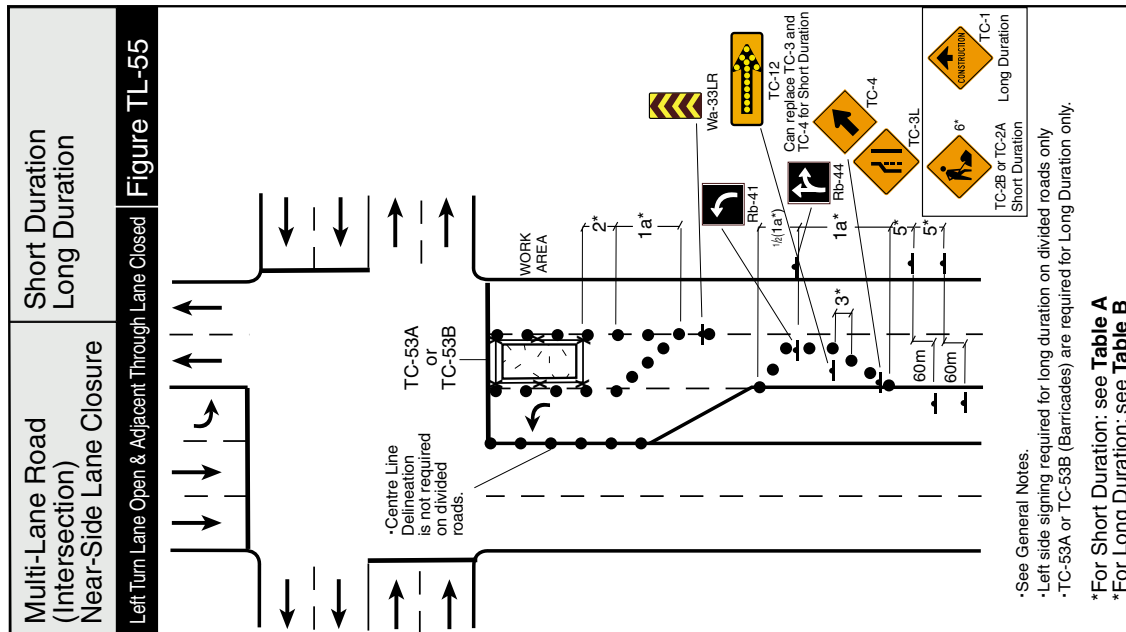 Multi-Lane Road
(Intersection)
Near-Side Lane Closure
Short Duration
Long Duration
Left Turn Lane Open & Adjacent Through Lane Closed
Figure TL-55
TC-53A
or
TC-53B
WORK
AREA
•Centre Line
Delineation
is not required
on divided
roads.
2*
1a*
½(1a*)
1a*
3*
5*
5*
60m
60m
Wa-33LR
Rb-41
TC-12
Can replace TC-3 and
TC-4 for Short Duration
Rb-44
TC-4
TC-3L
6*
TC-2B or TC-2A
Short Duration
CONSTRUCTION
TC-1
Long Duration
•See General Notes.
•Left side signing required for long duration on divided roads only
•TC-53A or TC-53B (Barricades) are required for Long Duration only.
*For Short Duration: see Table A
*For Long Duration: see Table B